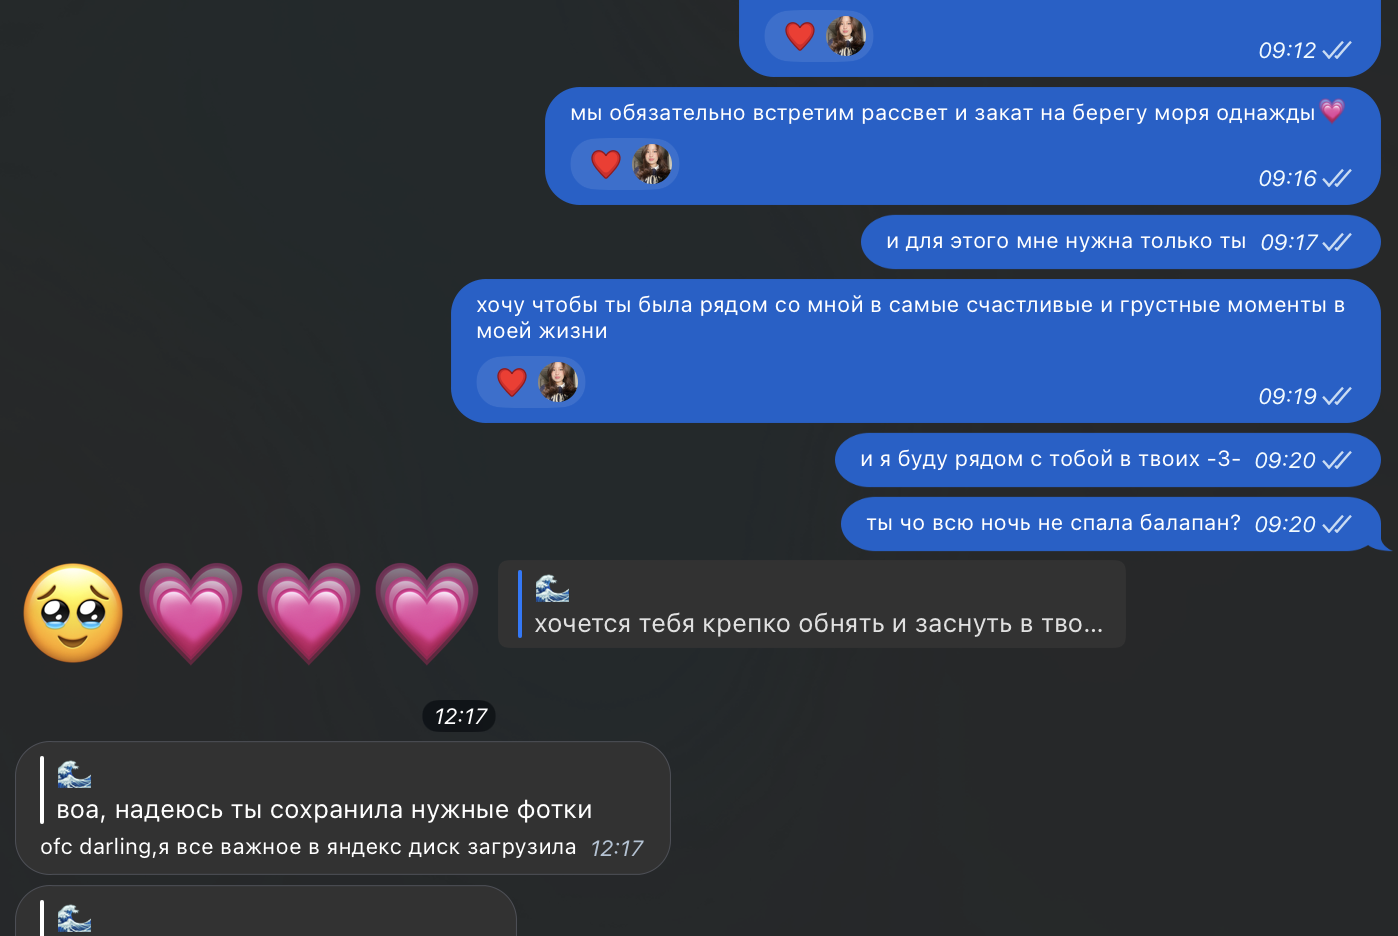 09:12
мы обязательно встретим рассвет и закат на берегу моря однажды💗
09:16
и для этого мне нужна только ты 09:17
хочу чтобы ты была рядом со мной в самые счастливые и грустные моменты в
моей жизни
09:19
и я буду рядом с тобой в твоих -3- 09:20
ты чо всю ночь не спала балапан? 09:20
🥹💗💗💗
🌊
хочется тебя крепко обнять и заснуть в тво...
12:17
🌊
воа, надеюсь ты сохранила нужные фотки
ofc darling,я все важное в яндекс диск загрузила 12:17
🌊